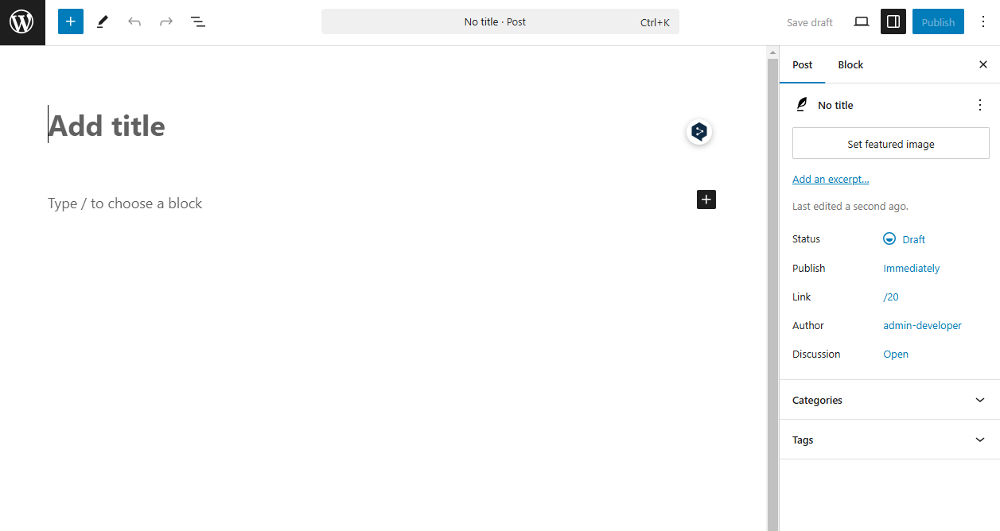 No title · Post
Ctrl+K
Save draft
Publish
Add title
Type / to choose a block
Post
Block
No title
Set featured image
Add an excerpt...
Last edited a second ago.
Status
Draft
Publish
Immediately
Link
/20
Author
admin-developer
Discussion
Open
Categories
Tags